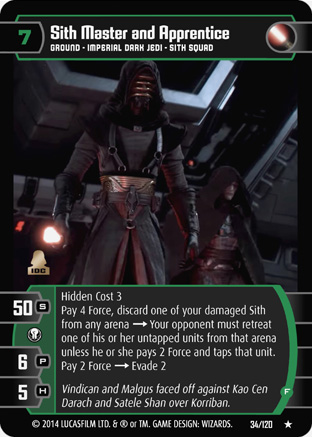 7
Sith Master and Apprentice
GROUND - IMPERIAL DARK JEDI - SITH SQUAD
IDC
50 S
6 P
5 H
Hidden Cost 3
Pay 4 Force, discard one of your damaged Sith
from any arena → Your opponent must retreat
one of his or her untapped units from that arena
unless he or she pays 2 Force and taps that unit.
Pay 2 Force → Evade 2
Vindican and Malgus faced off against Kao Cen
Darach and Satele Shan over Korriban.
F
© 2014 LUCASFILM LTD. & ® or TM. GAME DESIGN: WIZARDS.
34/120 ★